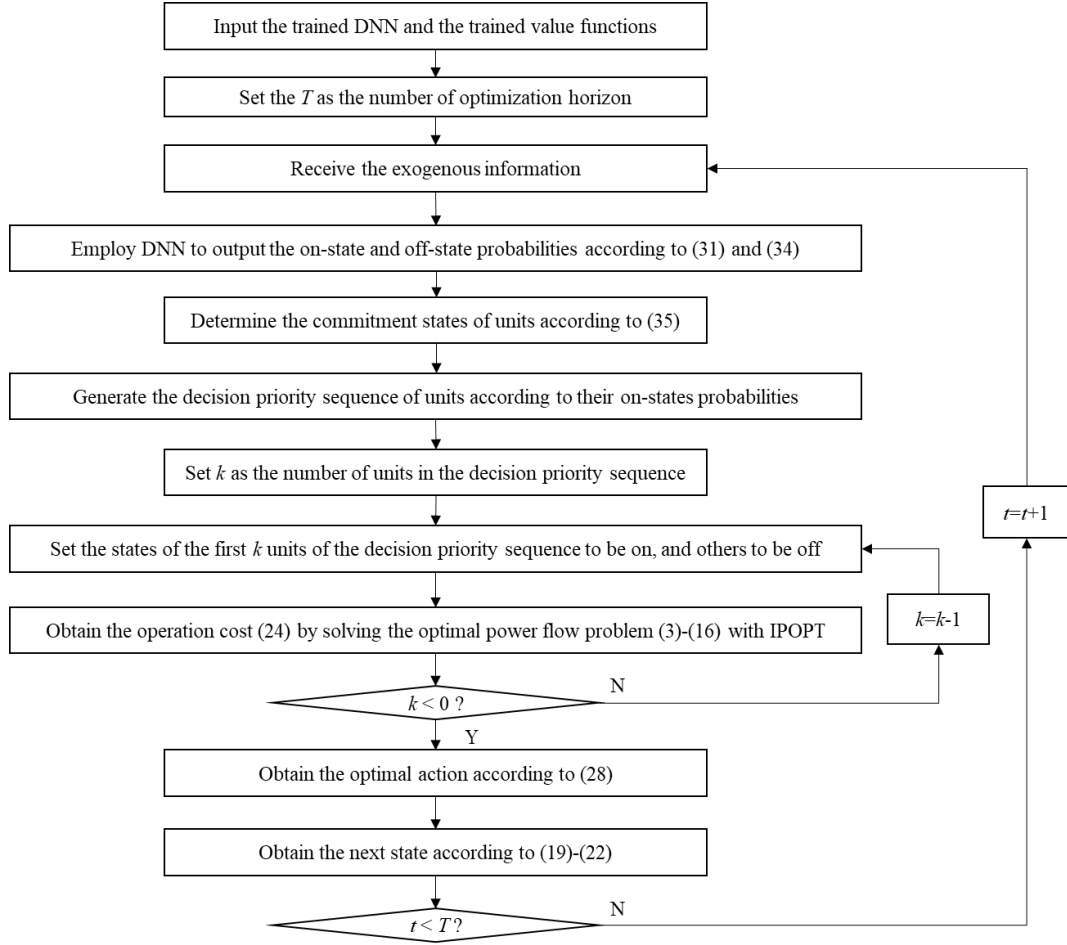 Input the trained DNN and the trained value functions
Set the T as the number of optimization horizon
Receive the exogenous information
Employ DNN to output the on-state and off-state probabilities according to (31) and (34)
Determine the commitment states of units according to (35)
Generate the decision priority sequence of units according to their on-states probabilities
Set k as the number of units in the decision priority sequence
t=t+1
Set the states of the first k units of the decision priority sequence to be on, and others to be off
Obtain the operation cost (24) by solving the optimal power flow problem (3)-(16) with IPOPT
k=k-1
k < 0 ?
N
Y
Obtain the optimal action according to (28)
Obtain the next state according to (19)-(22)
t < T ?
N